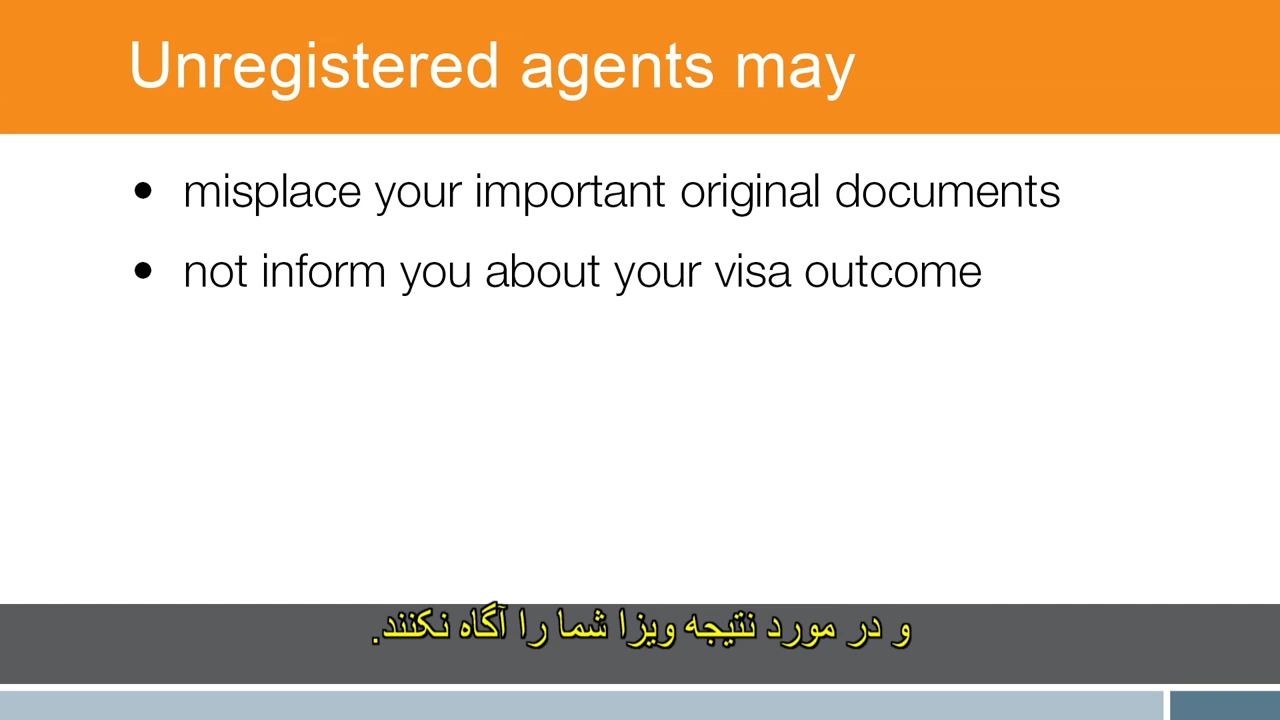 Unregistered agents may
• misplace your important original documents
• not inform you about your visa outcome
و در مورد نتیجه ویزا شما را آگاه نکنند.